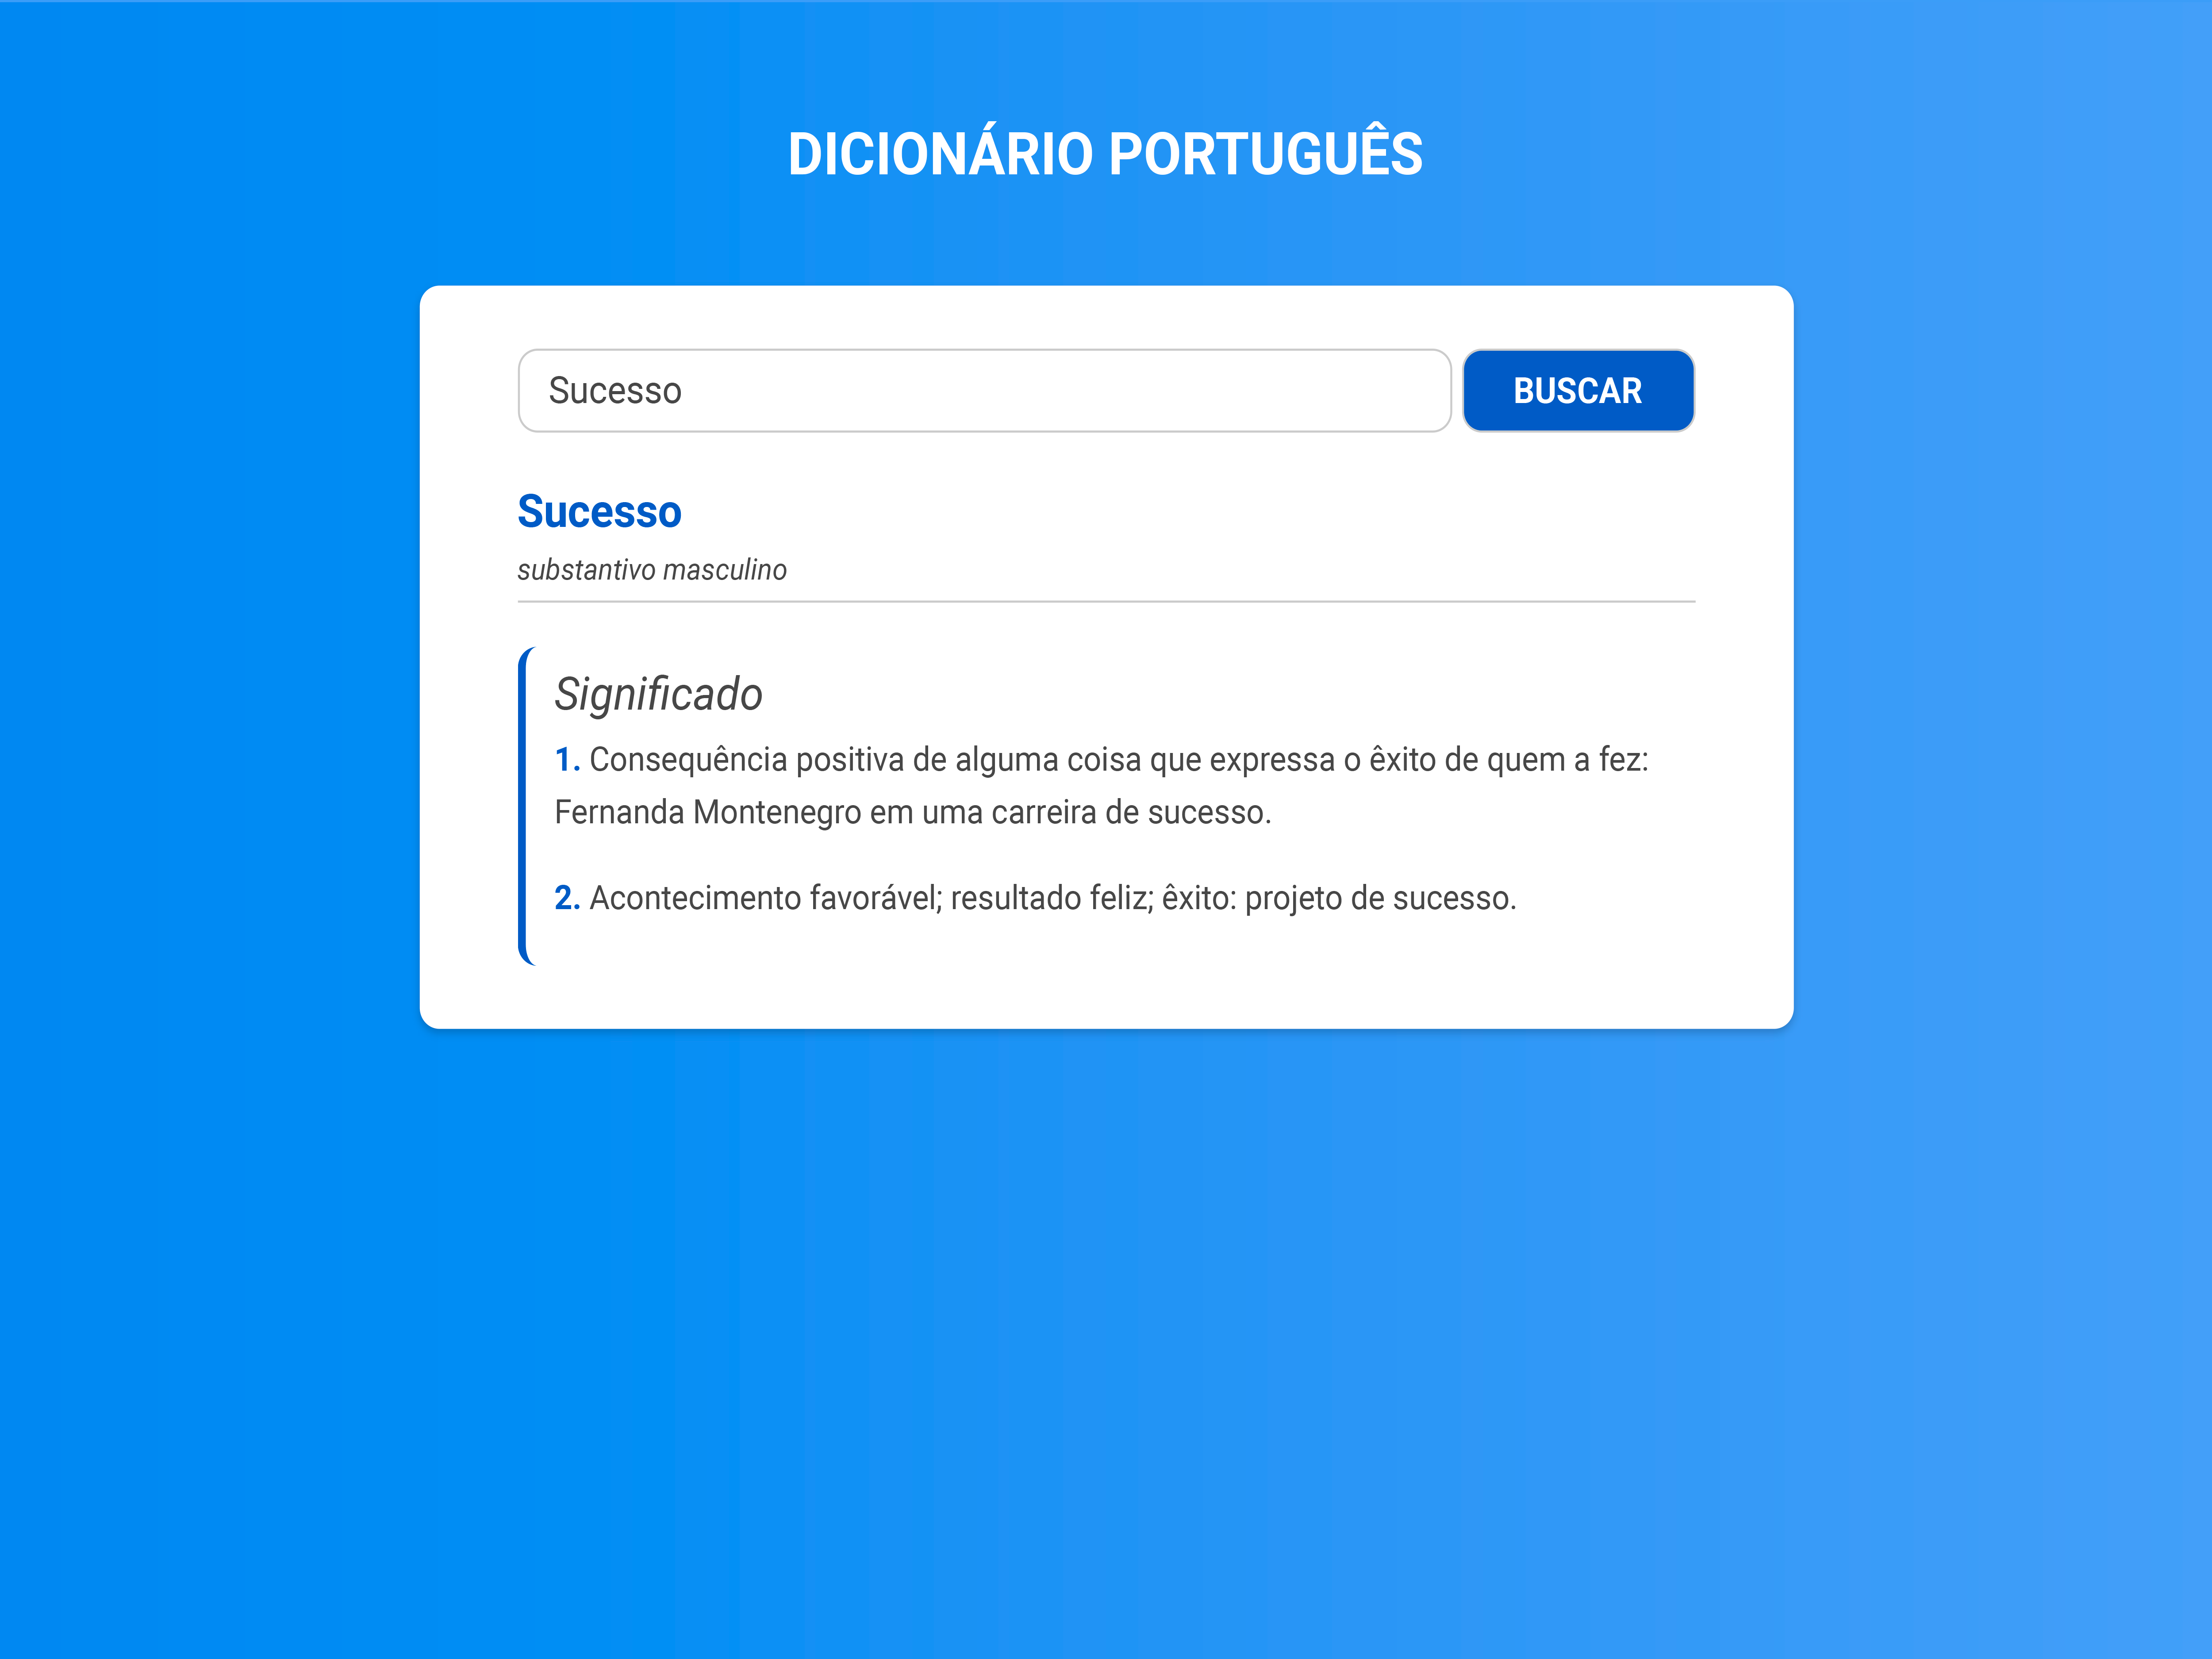 DICIONÁRIO PORTUGUÊS
Sucesso
BUSCAR
Sucesso
substantivo masculino
Significado
1. Consequência positiva de alguma coisa que expressa o êxito de quem a fez:
Fernanda Montenegro em uma carreira de sucesso.
2. Acontecimento favorável; resultado feliz; êxito: projeto de sucesso.